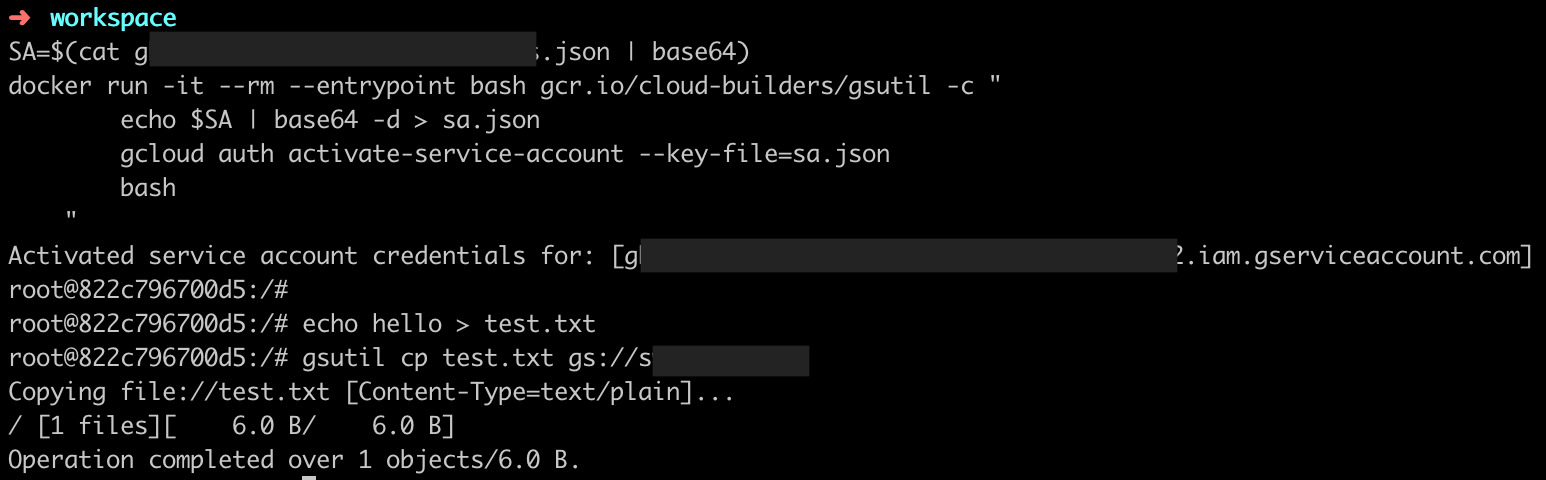 ➜ workspace
SA=$(cat g s.json | base64)
docker run -it --rm --entrypoint bash gcr.io/cloud-builders/gsutil -c "
        echo $SA | base64 -d > sa.json
        gcloud auth activate-service-account --key-file=sa.json
        bash
    "
Activated service account credentials for: [g 2.iam.gserviceaccount.com]
root@822c796700d5:/#
root@822c796700d5:/# echo hello > test.txt
root@822c796700d5:/# gsutil cp test.txt gs://s
Copying file://test.txt [Content-Type=text/plain]...
/ [1 files][    6.0 B/    6.0 B]
Operation completed over 1 objects/6.0 B.